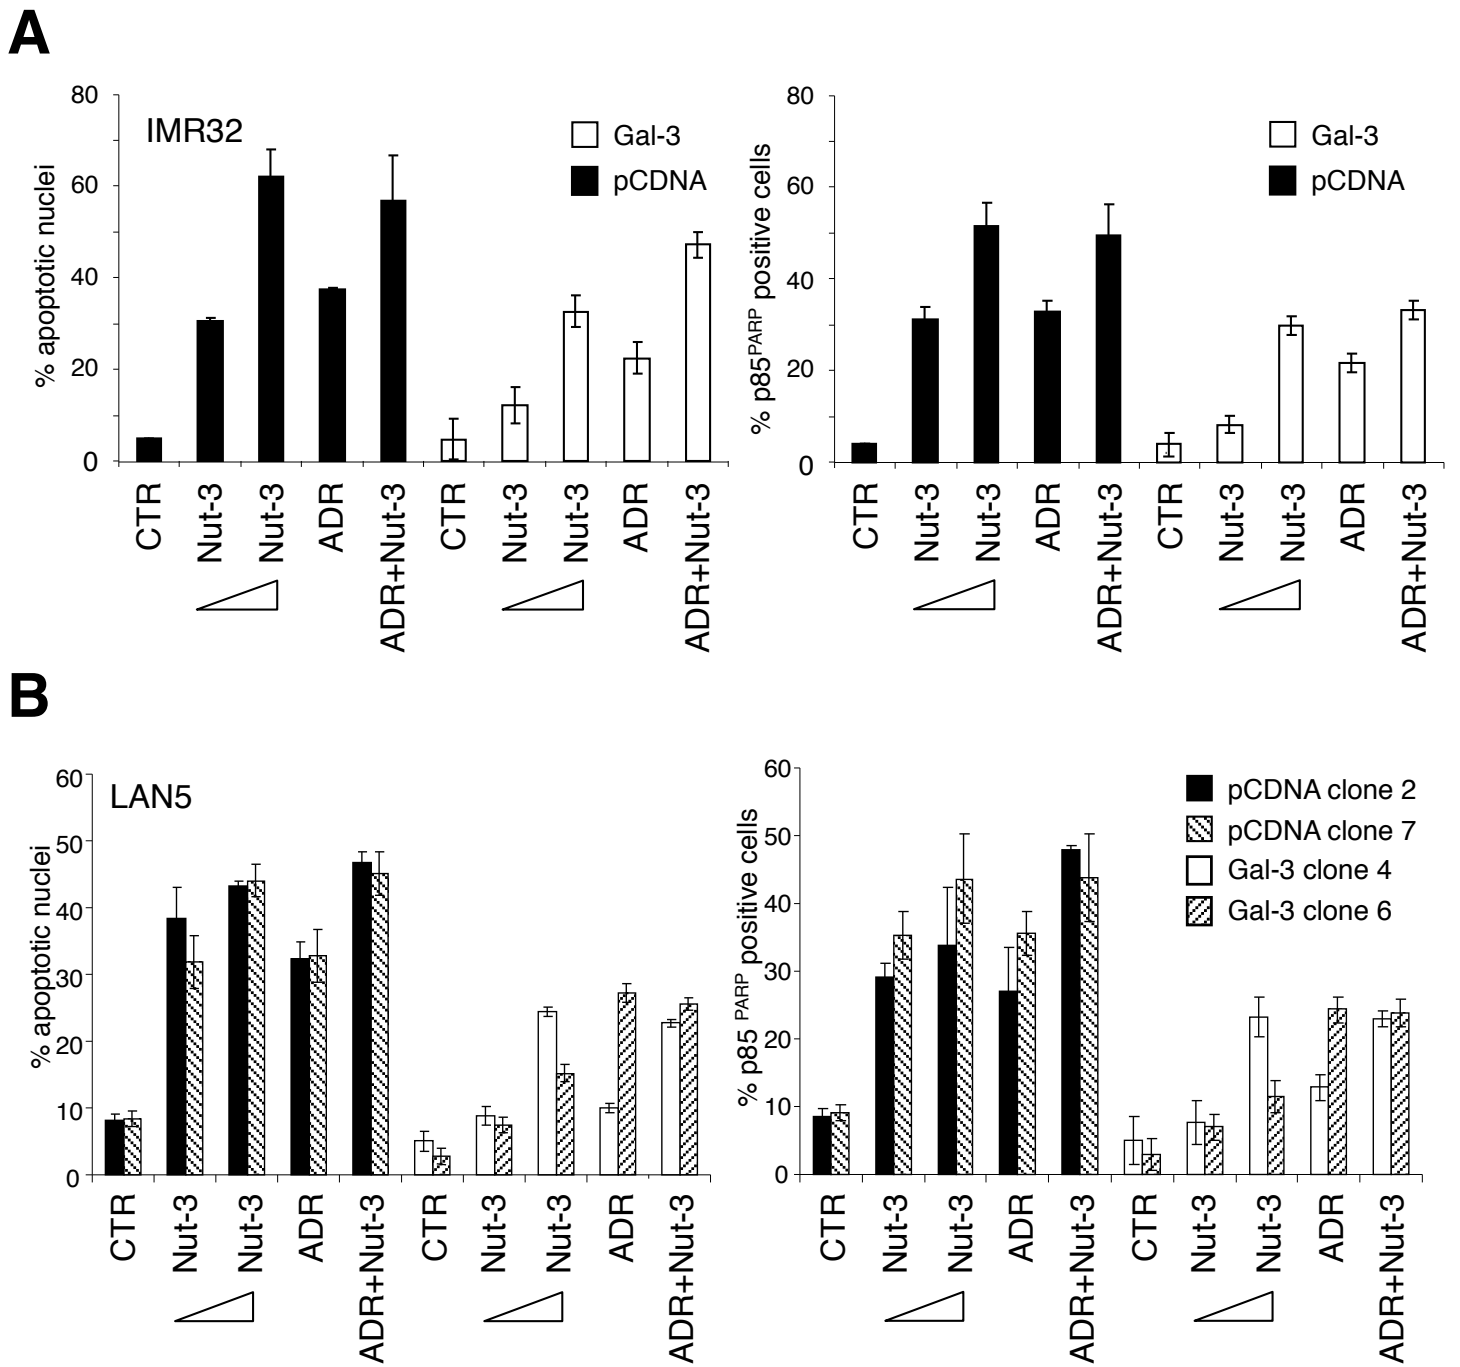 A
IMR32
Gal-3
pCDNA
% apoptotic nuclei
80
60
40
20
0
CTR
Nut-3
Nut-3
ADR
ADR+Nut-3
CTR
Nut-3
Nut-3
ADR
ADR+Nut-3
Gal-3
pCDNA
% p85PARP positive cells
80
60
40
20
0
CTR
Nut-3
Nut-3
ADR
ADR+Nut-3
CTR
Nut-3
Nut-3
ADR
ADR+Nut-3
B
LAN5
% apoptotic nuclei
60
50
40
30
20
10
0
CTR
Nut-3
Nut-3
ADR
ADR+Nut-3
CTR
Nut-3
Nut-3
ADR
ADR+Nut-3
pCDNA clone 2
pCDNA clone 7
Gal-3 clone 4
Gal-3 clone 6
% p85 PARP positive cells
60
50
40
30
20
10
0
CTR
Nut-3
Nut-3
ADR
ADR+Nut-3
CTR
Nut-3
Nut-3
ADR
ADR+Nut-3